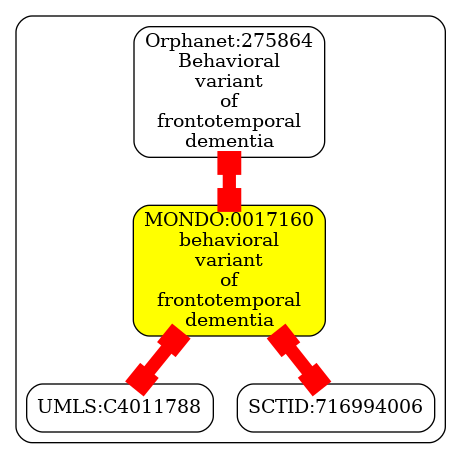 Orphanet:275864
Behavioral
variant
of
frontotemporal
dementia
MONDO:0017160
behavioral
variant
of
frontotemporal
dementia
UMLS:C4011788
SCTID:716994006